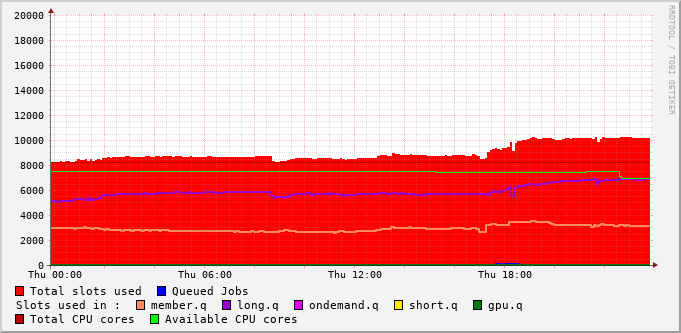 RRDTOOL / TOBI OETIKER
20000
18000
16000
14000
12000
10000
8000
6000
4000
2000
0
Thu 00:00 Thu 06:00 Thu 12:00 Thu 18:00
Total slots used Queued Jobs
Slots used in : member.q long.q ondemand.q short.q gpu.q
Total CPU cores Available CPU cores